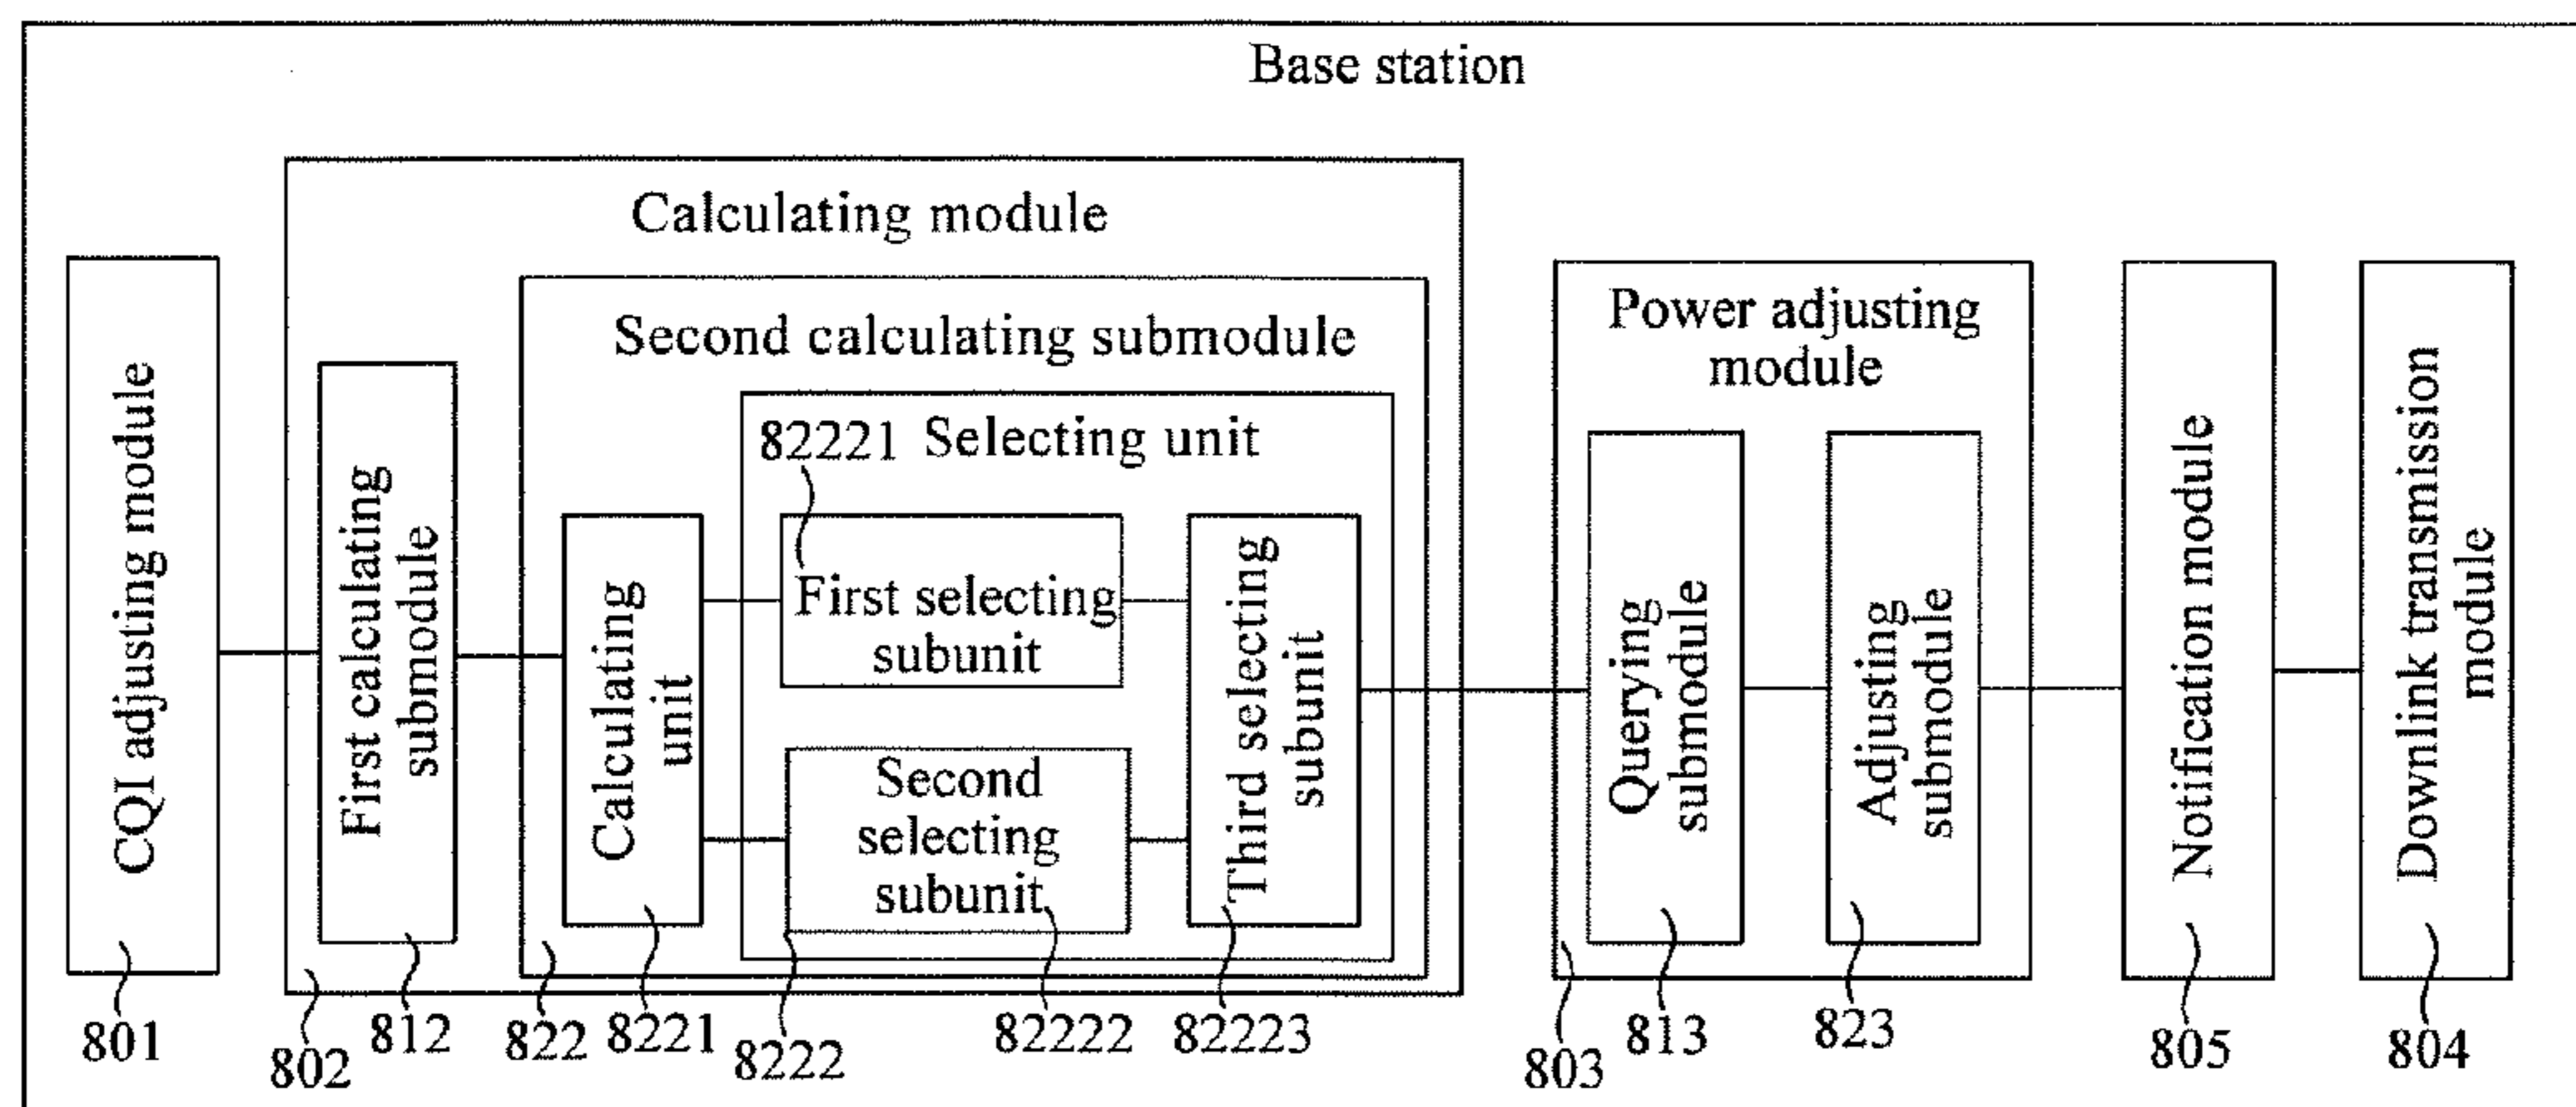 Base station
Calculating module
Second calculating submodule
Power adjusting
module
82221 Selecting unit
CQI adjusting module
First calculating
submodule
Calculating
unit
First selecting
subunit
Second
selecting
subunit
Third selecting
subunit
Querying
submodule
Adjusting
submodule
Notification module
Downlink transmission
module
801
802
812
822
8221
8222
82222
82223
803
813
823
805
804